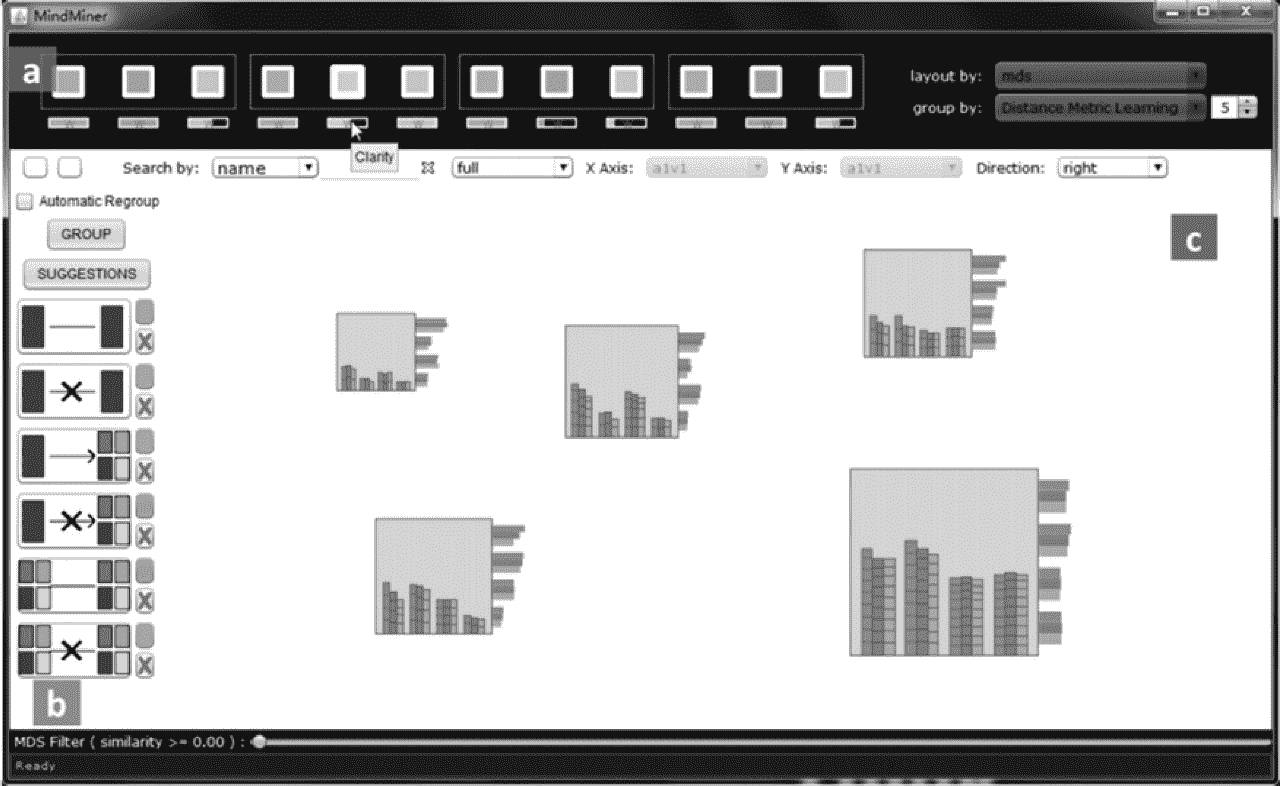 MindMiner
a
layout by: mds
group by: Distance Metric Learning 5
Clarity
Search by: name full X Axis: a1v1 Y Axis: a1v1 Direction: right
Automatic Regroup
GROUP
SUGGESTIONS
X
X
X
X
X
X
b
c
MDS Filter ( similarity >= 0.00 ) :
Ready